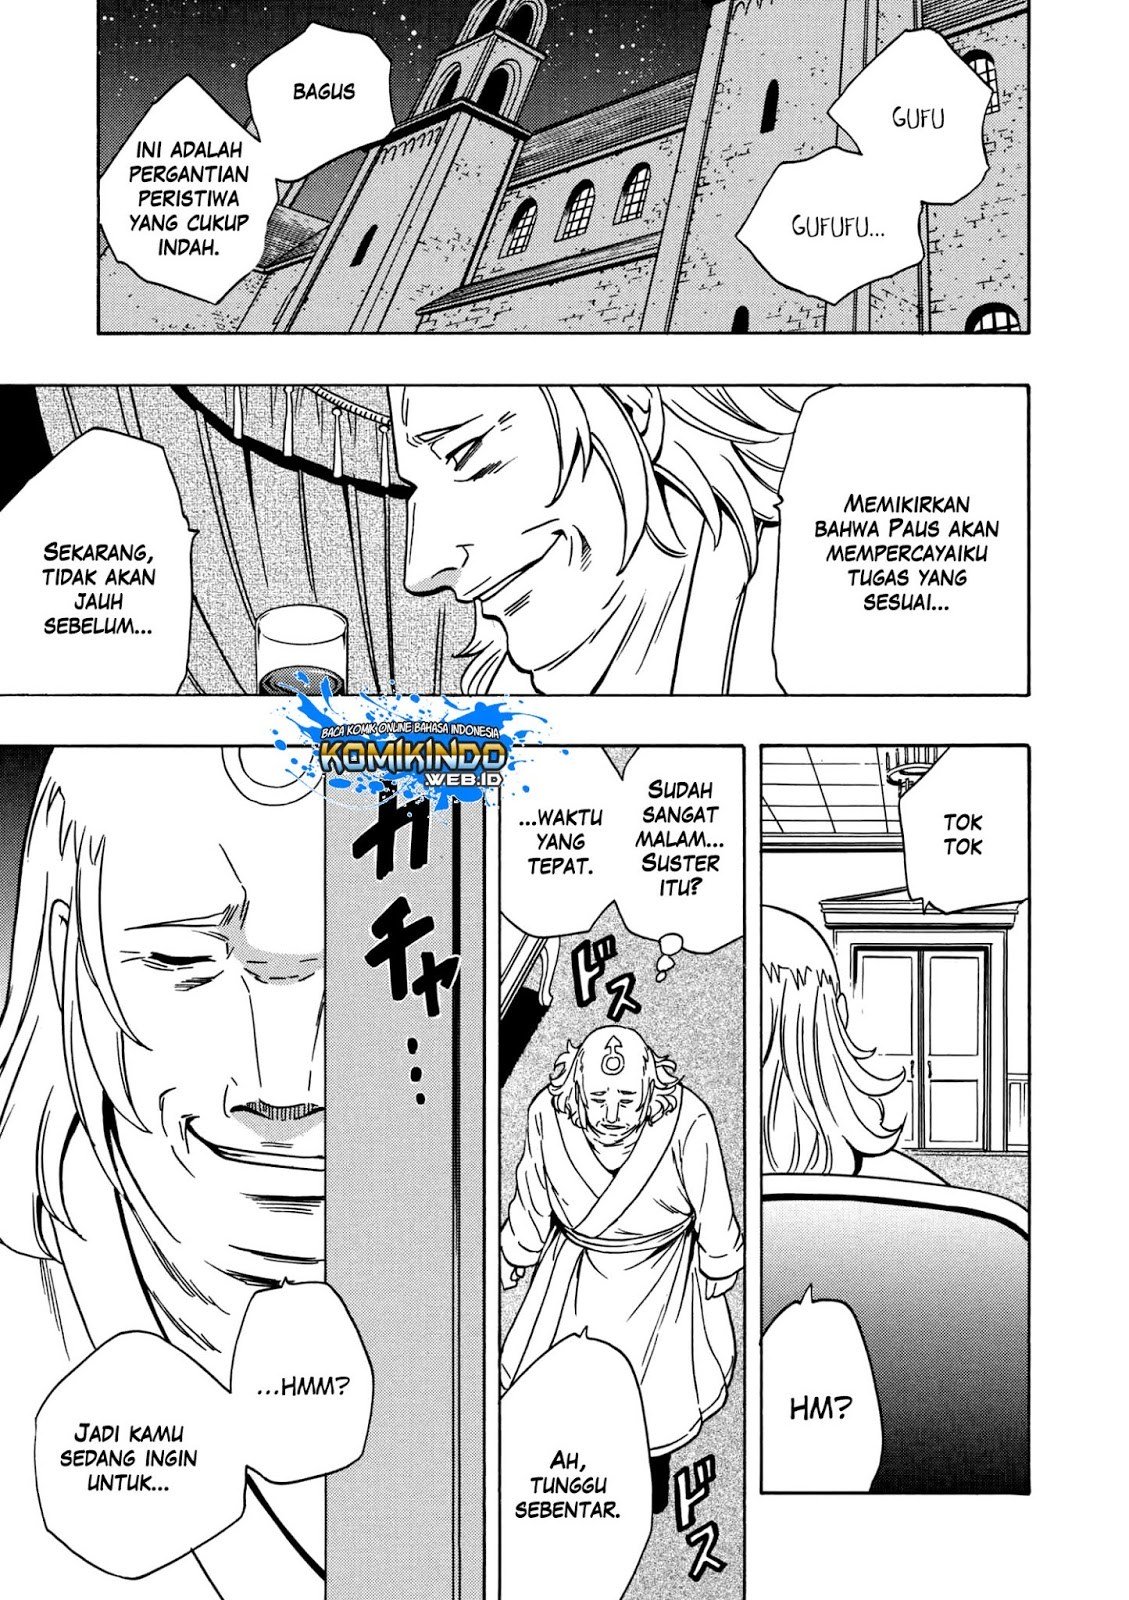 GUFU
GUFUFU...
BAGUS
INI ADALAH
PERGANTIAN
PERISTIWA
YANG CUKUP
INDAH.
MEMIKIRKAN
BAHWA PAUS AKAN
MEMPERCAYAIKU
TUGAS YANG
SESUAI...
SEKARANG,
TIDAK AKAN
JAUH
SEBELUM...
BACA KOMIK ONLINE BAHASA INDONESIA
KOMIKINDO
.WEB.ID
TOK
TOK
HM?
SUDAH
SANGAT
MALAM...
SUSTER
ITU?
...WAKTU
YANG
TEPAT.
ドス
AH,
TUNGGU
SEBENTAR.
ドス
ガチャ…
...HMM?
JADI KAMU
SEDANG INGIN
UNTUK...